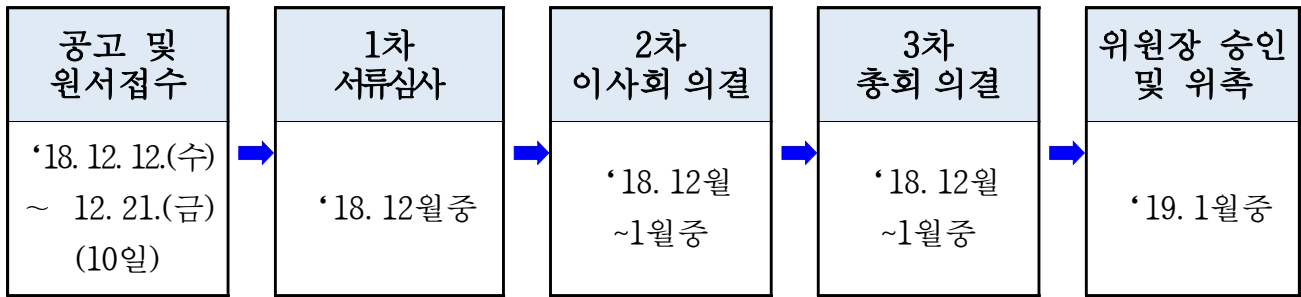 공고 및
원서접수
‘18. 12. 12.(수)
~ 12. 21.(금)
(10일)
1차
서류심사
‘18. 12월중
2차
이사회 의결
‘18. 12월
~1월중
3차
총회 의결
‘18. 12월
~1월중
위원장 승인
및 위촉
‘19. 1월중